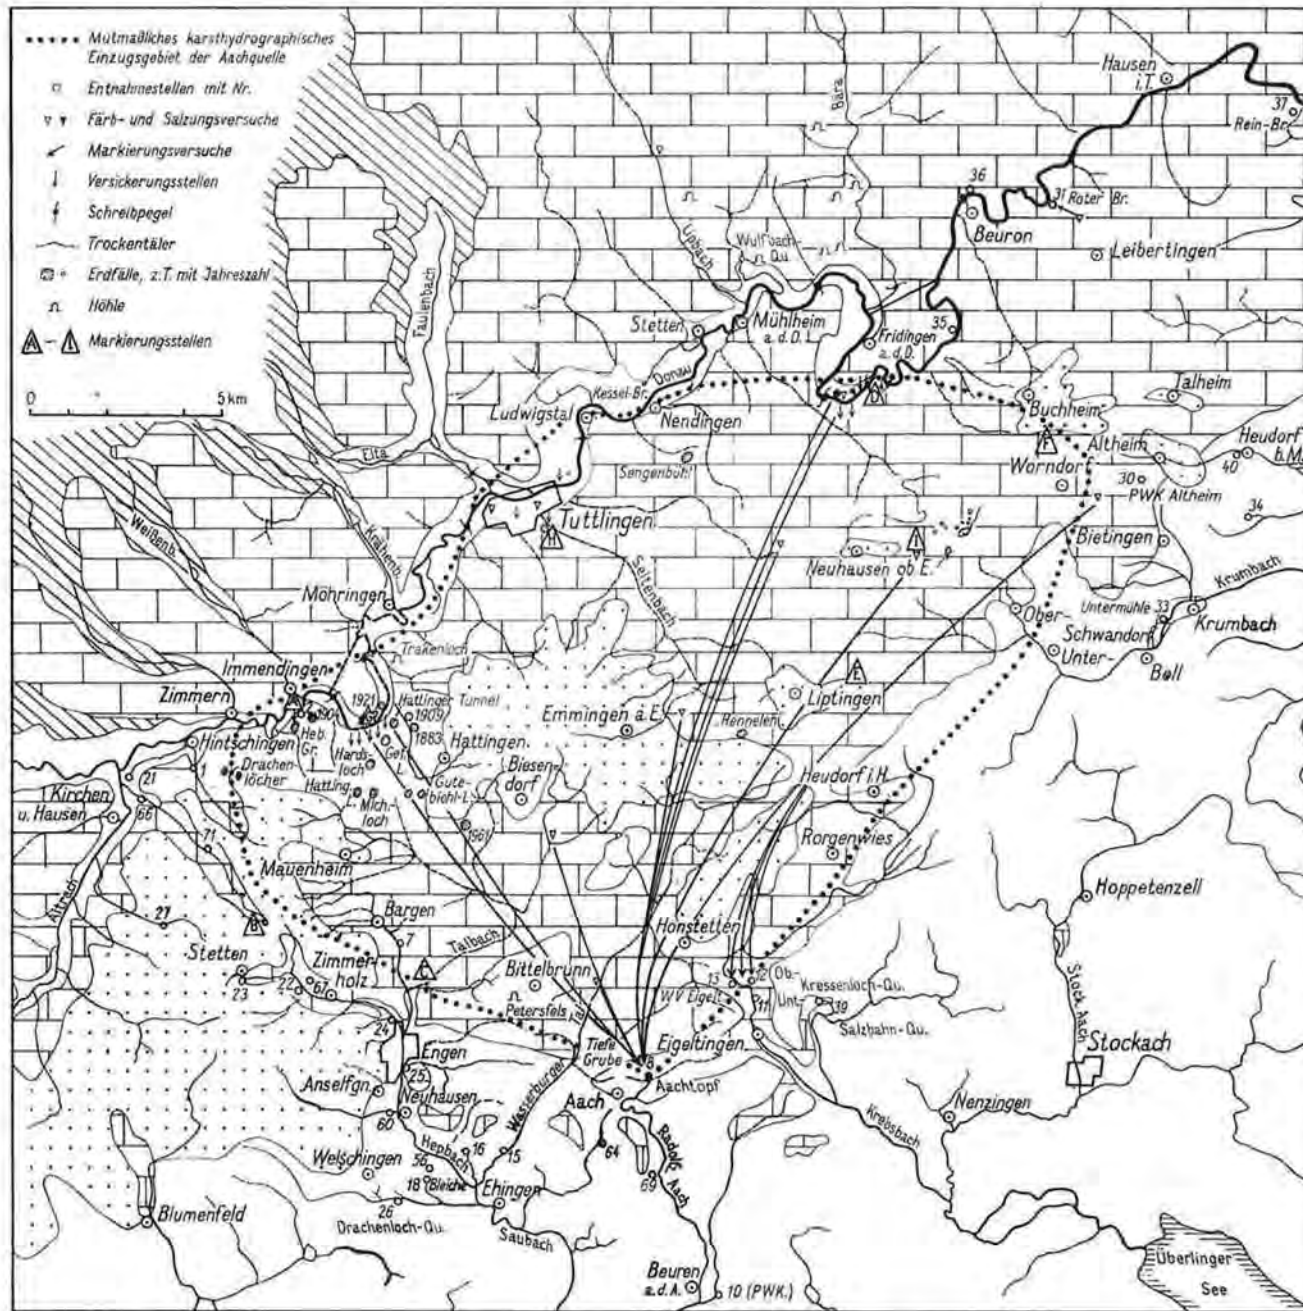 Mutmaßliches karsthydrographisches
Einzugsgebiet der Aachquelle
Entnahmestellen mit Nr.
Färb- und Salzungsversuche
Markierungsversuche
Versickerungsstellen
Schreibpegel
Trockentäler
Erdfälle, z.T. mit Jahreszahl
Höhle
A - I Markierungsstellen
0 5 km
Hausen
i.T.
37
Rein-Br.
Bära
36
31 Roter Br.
Beuron
Leibertingen
Lipbach
Wulfbach-
Qu.
Faulenbach
Stetten
Mühlheim
a.d.D.
35
Fridingen
a.d.D.
Donau
Kessel-Br.
Ludwigstal
Nendingen
Talheim
Buchheim
F
Altheim
Heudorf
b.M.
40
Worndorf
30
PWK Altheim
34
Elta
Sengenbühl
Tuttlingen
H
Weißenb.
Krähenb.
Seltenbach
I
Neuhausen ob E.
Bietingen
Krumbach
Möhringen
Ober-
Untermühle 33
Schwandorf
Krumbach
Unter-
Boll
Trakenloch
Immendingen
Zimmern
E
Liptingen
1921
Hattinger Tunnel
1909
1883
Emmingen a.E.
Rennelen
Hattingen
Heb.
Gr.
Hintschingen
Drachen-
löcher
Hatting.
L.
Mich.-
loch
Gute-
biehl-L.
Biesen-
dorf
Heudorf i.H.
21
1
Kirchen
u. Hausen
66
71
1961
Rorgenwies
Mauenheim
Hoppetenzell
Aitrach
27
B
Bargen
7
Talbach
Honstetten
Stetten
Zimmer-
holz
C
Bittelbrunn
23
22
67
Petersfels
13
12
Ob.-
WV Eigelt.
11
Unt.-
Kressenloch-Qu.
19
Salzbahn-Qu.
Stock Aach
24
Tiefe
Grube
8
Eigeltingen
Stockach
Engen
25
Aachtopf
Anselfgn.
Neuhausen
Wasserburger
Tal
Aach
Nenzingen
60
Krebsbach
Hepbach
16
15
64
Welschingen
56
18 Bleiche
69
Radolf. Aach
Ehingen
Blumenfeld
26
Drachenloch-Qu.
Saubach
Überlinger
See
Beuren
a.d.A.
10 (PWK.)